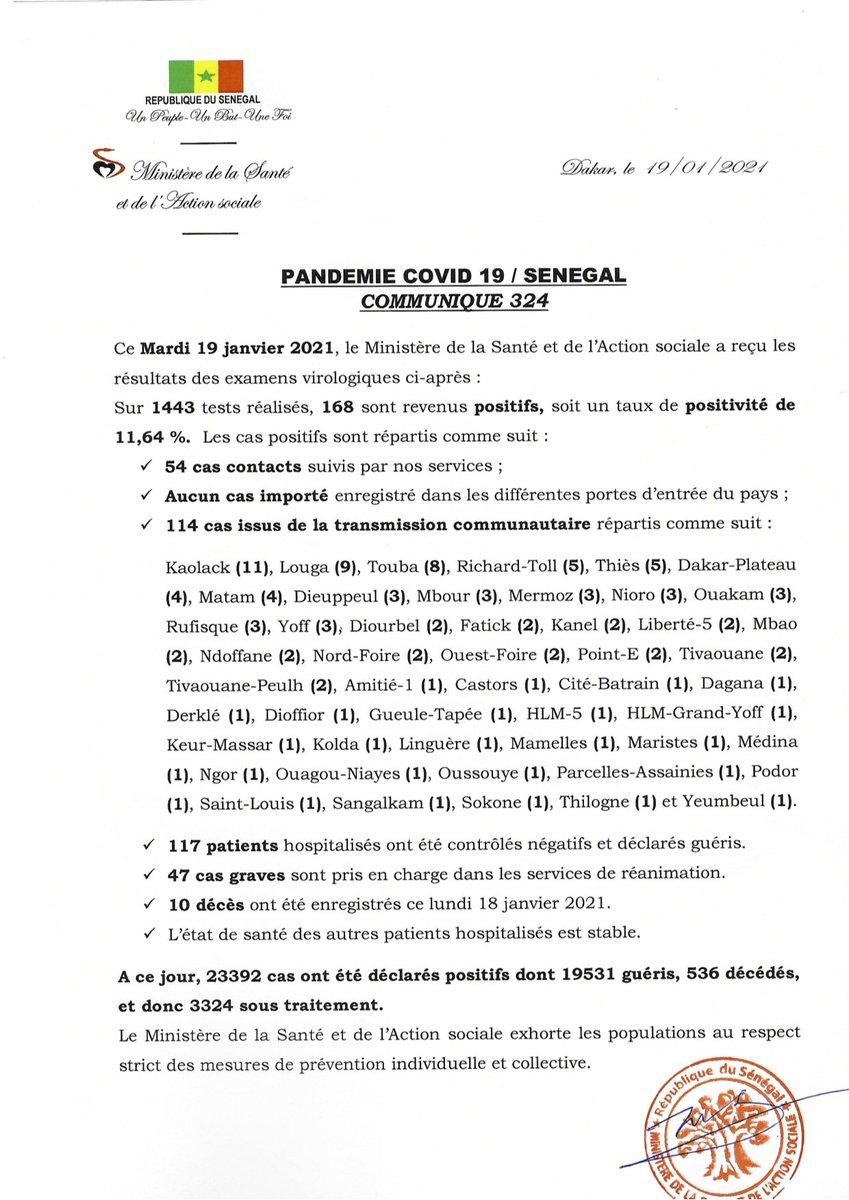 REPUBLIQUE DU SENEGAL
Un Peuple-Un But-Une Foi
Ministère de la Santé
et de l'Action sociale
Dakar, le 19/01/2021
PANDEMIE COVID 19 / SENEGAL
COMMUNIQUE 324
Ce Mardi 19 janvier 2021, le Ministère de la Santé et de l'Action sociale a reçu les
résultats des examens virologiques ci-après :
Sur 1443 tests réalisés, 168 sont revenus positifs, soit un taux de positivité de
11,64 %. Les cas positifs sont répartis comme suit :
✓ 54 cas contacts suivis par nos services ;
✓ Aucun cas importé enregistré dans les différentes portes d'entrée du pays ;
✓ 114 cas issus de la transmission communautaire répartis comme suit :
Kaolack (11), Louga (9), Touba (8), Richard-Toll (5), Thiès (5), Dakar-Plateau
(4), Matam (4), Dieuppeul (3), Mbour (3), Mermoz (3), Nioro (3), Ouakam (3),
Rufisque (3), Yoff (3), Diourbel (2), Fatick (2), Kanel (2), Liberté-5 (2), Mbao
(2), Ndoffane (2), Nord-Foire (2), Ouest-Foire (2), Point-E (2), Tivaouane (2),
Tivaouane-Peulh (2), Amitié-1 (1), Castors (1), Cité-Batrain (1), Dagana (1),
Derklé (1), Dioffior (1), Gueule-Tapée (1), HLM-5 (1), HLM-Grand-Yoff (1),
Keur-Massar (1), Kolda (1), Linguère (1), Mamelles (1), Maristes (1), Médina
(1), Ngor (1), Ouagou-Niayes (1), Oussouye (1), Parcelles-Assainies (1), Podor
(1), Saint-Louis (1), Sangalkam (1), Sokone (1), Thilogne (1) et Yeumbeul (1).
✓ 117 patients hospitalisés ont été contrôlés négatifs et déclarés guéris.
✓ 47 cas graves sont pris en charge dans les services de réanimation.
✓ 10 décès ont été enregistrés ce lundi 18 janvier 2021.
✓ L'état de santé des autres patients hospitalisés est stable.
A ce jour, 23392 cas ont été déclarés positifs dont 19531 guéris, 536 décédés,
et donc 3324 sous traitement.
Le Ministère de la Santé et de l'Action sociale exhorte les populations au respect
strict des mesures de prévention individuelle et collective.
République du Sénégal
MINISTÈRE DE LA DE L'ACTION SOCIALE